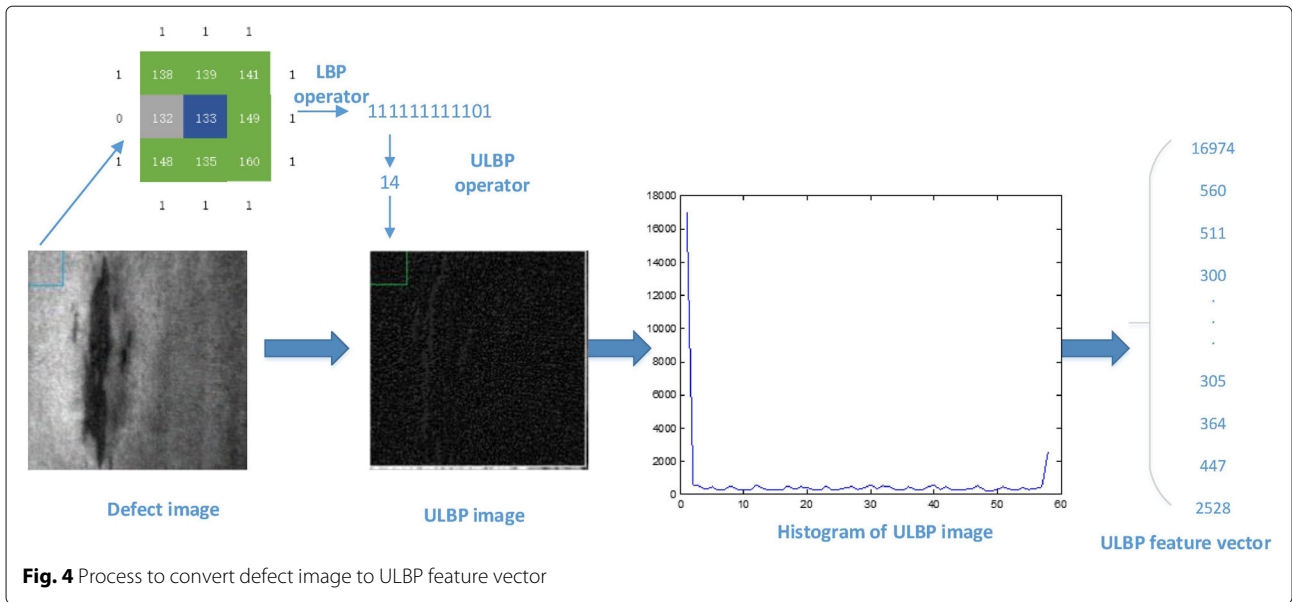 1 1 1
1 138 139 141 1
0 132 133 149 1
1 148 135 160 1
1 1 1
LBP
operator
111111111101
ULBP
operator
14
Defect image
ULBP image
18000
16000
14000
12000
10000
8000
6000
4000
2000
0
0 10 20 30 40 50 60
Histogram of ULBP image
16974
560
511
300
.
.
.
305
364
447
2528
ULBP feature vector
Fig. 4 Process to convert defect image to ULBP feature vector